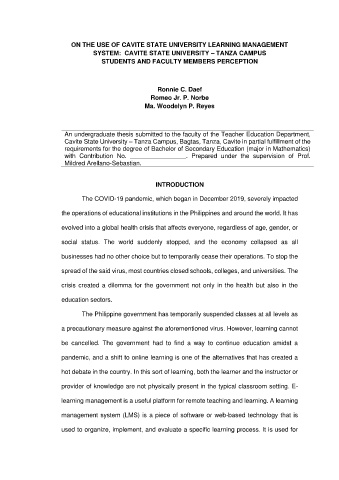 ON THE USE OF CAVITE STATE UNIVERSITY LEARNING MANAGEMENT
SYSTEM: CAVITE STATE UNIVERSITY – TANZA CAMPUS
STUDENTS AND FACULTY MEMBERS PERCEPTION
Ronnie C. Daef
Romeo Jr. P. Norbe
Ma. Woodelyn P. Reyes
An undergraduate thesis submitted to the faculty of the Teacher Education Department,
Cavite State University – Tanza Campus, Bagtas, Tanza, Cavite in partial fulfillment of the
requirements for the degree of Bachelor of Secondary Education (major in Mathematics)
with Contribution No. ________________. Prepared under the supervision of Prof.
Mildred Arellano-Sebastian.
INTRODUCTION
The COVID-19 pandemic, which began in December 2019, severely impacted
the operations of educational institutions in the Philippines and around the world. It has
evolved into a global health crisis that affects everyone, regardless of age, gender, or
social status. The world suddenly stopped, and the economy collapsed as all
businesses had no other choice but to temporarily cease their operations. To stop the
spread of the said virus, most countries closed schools, colleges, and universities. The
crisis created a dilemma for the government not only in the health but also in the
education sectors.
The Philippine government has temporarily suspended classes at all levels as
a precautionary measure against the aforementioned virus. However, learning cannot
be cancelled. The government had to find a way to continue education amidst a
pandemic, and a shift to online learning is one of the alternatives that has created a
hot debate in the country. In this sort of learning, both the learner and the instructor or
provider of knowledge are not physically present in the typical classroom setting. E-
learning management is a useful platform for remote teaching and learning. A learning
management system (LMS) is a piece of software or web-based technology that is
used to organize, implement, and evaluate a specific learning process. It is used for